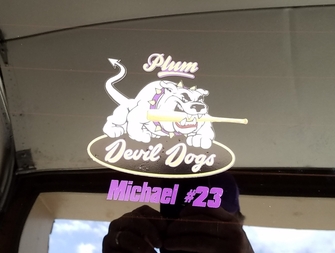 Plum
Devil Dogs
Michael #23